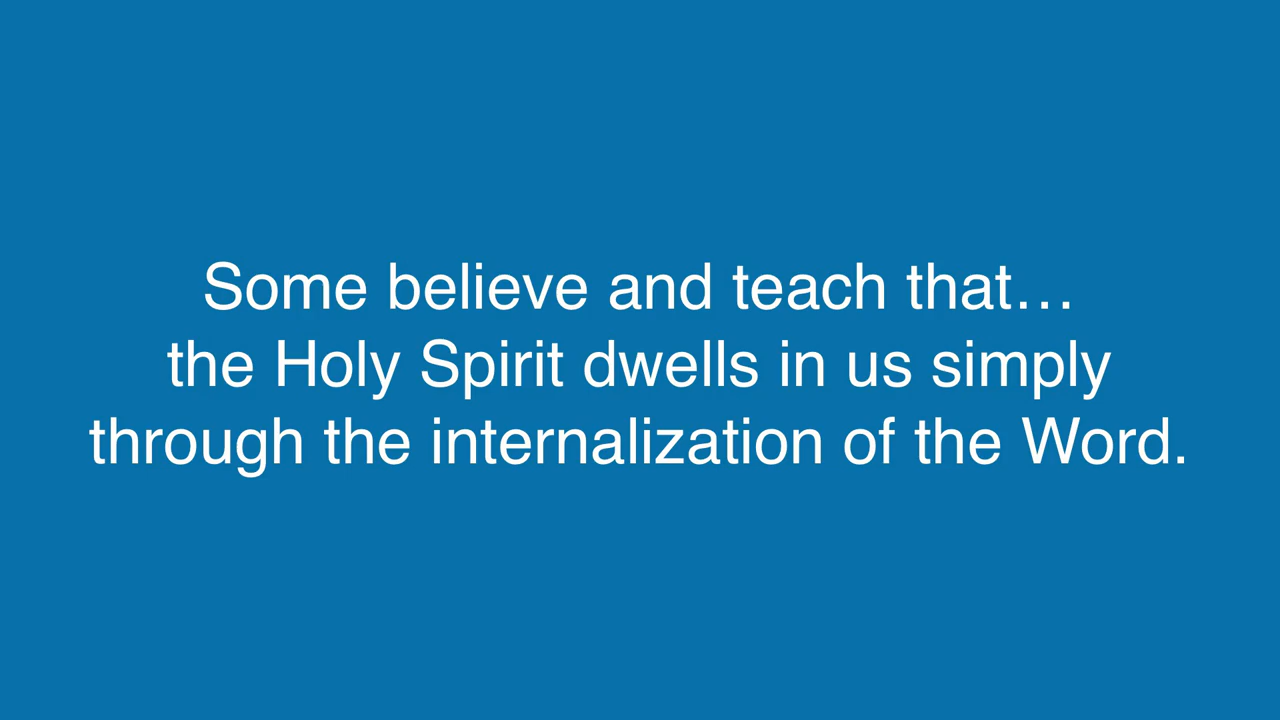 Some believe and teach that…
the Holy Spirit dwells in us simply
through the internalization of the Word.